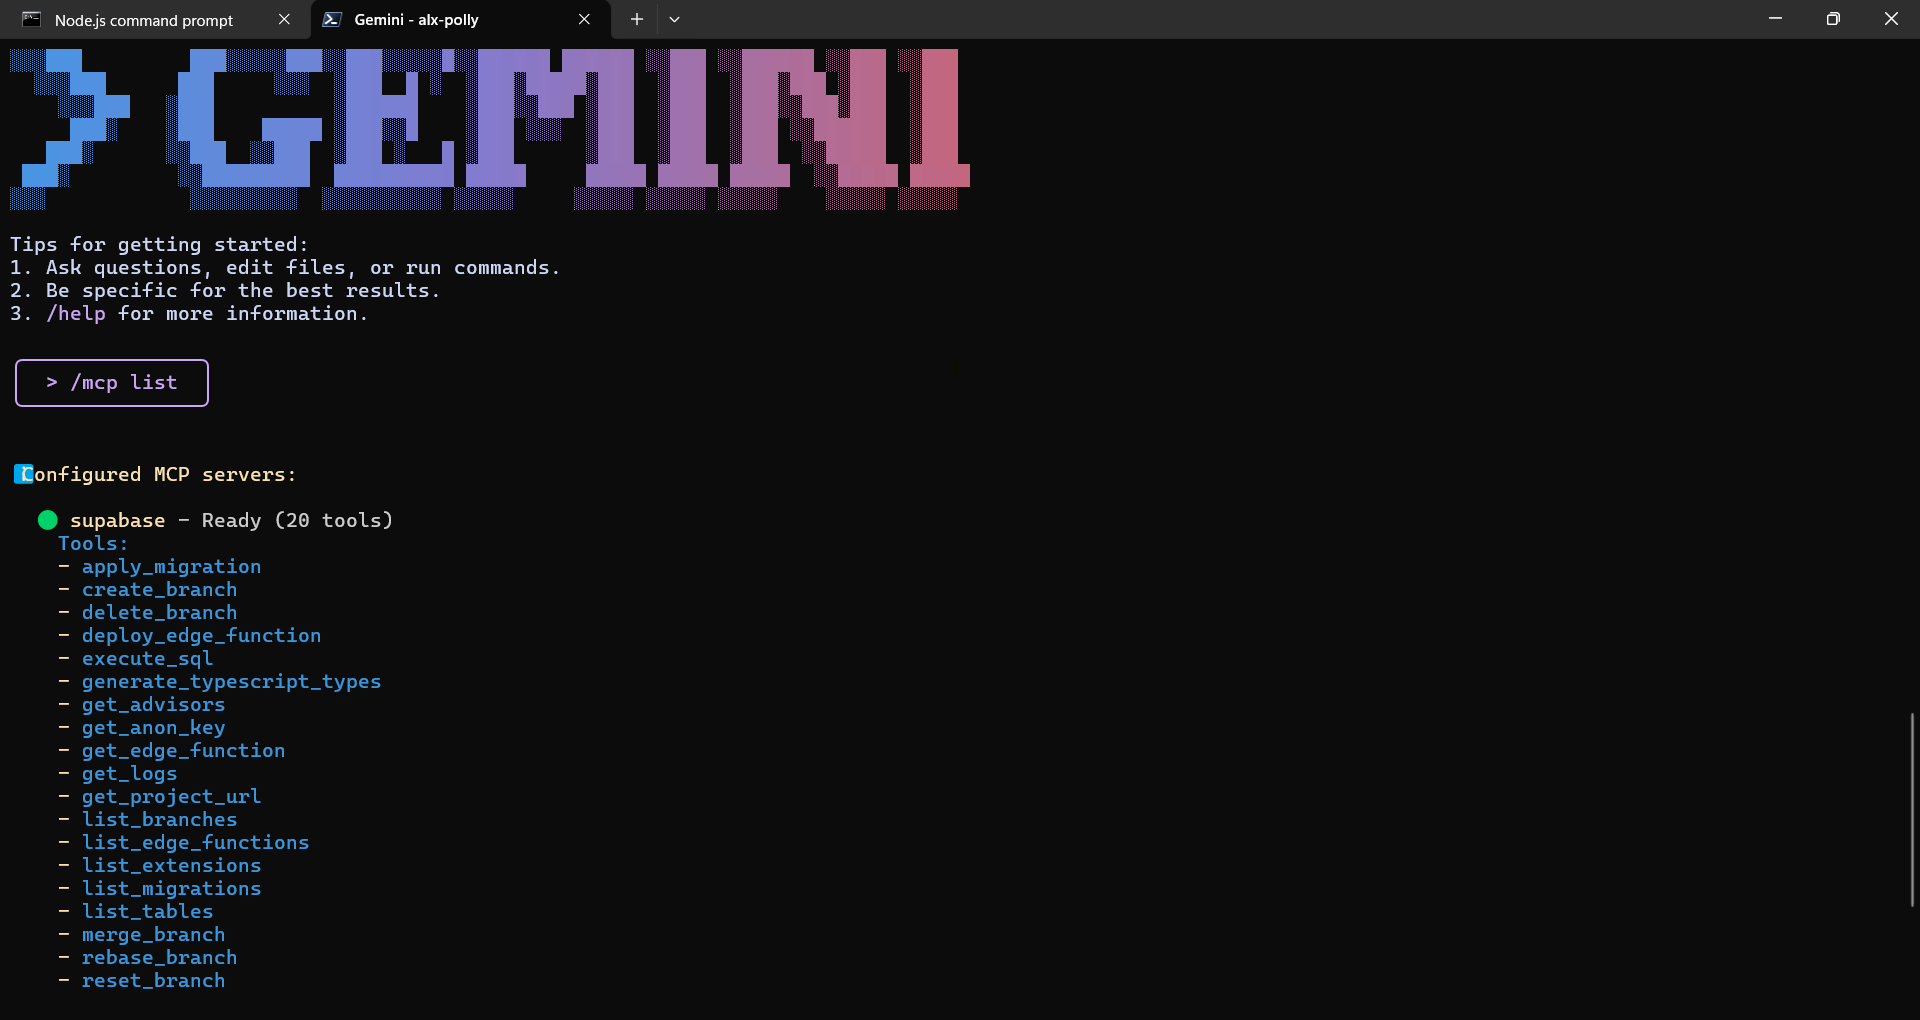 Node.js command prompt
Gemini - alx-polly
> GEMINI
Tips for getting started:
1. Ask questions, edit files, or run commands.
2. Be specific for the best results.
3. /help for more information.
> /mcp list
Configured MCP servers:
supabase - Ready (20 tools)
Tools:
- apply_migration
- create_branch
- delete_branch
- deploy_edge_function
- execute_sql
- generate_typescript_types
- get_advisors
- get_anon_key
- get_edge_function
- get_logs
- get_project_url
- list_branches
- list_edge_functions
- list_extensions
- list_migrations
- list_tables
- merge_branch
- rebase_branch
- reset_branch